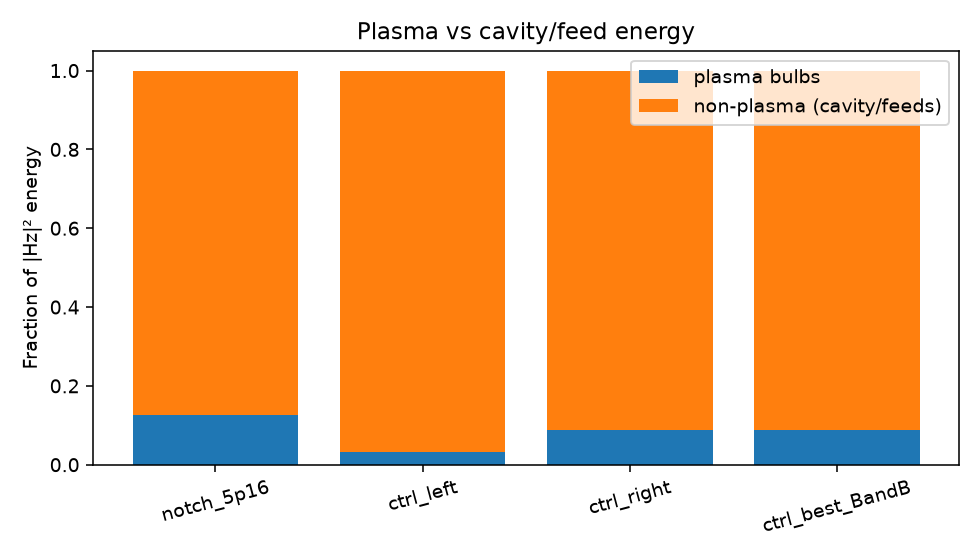 Plasma vs cavity/feed energy
plasma bulbs
non-plasma (cavity/feeds)
Fraction of |Hz|² energy
1.0
0.8
0.6
0.4
0.2
0.0
notch_5p16
ctrl_left
ctrl_right
ctrl_best_BandB